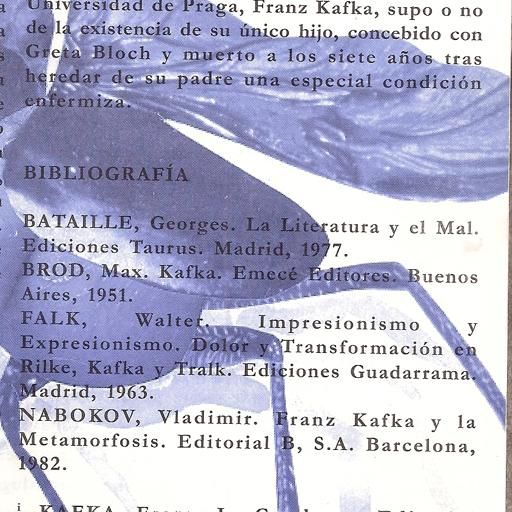 Universidad de Praga, Franz Kafka, supo o no
de la existencia de su único hijo, concebido con
Greta Bloch y muerto a los siete años tras
heredar de su padre una especial condición
enfermiza.
BIBLIOGRAFÍA
BATAILLE, Georges. La Literatura y el Mal.
Ediciones Taurus. Madrid, 1977.
BROD, Max. Kafka. Emecé Editores. Buenos
Aires, 1951.
FALK, Walter. Impresionismo y
Expresionismo. Dolor y Transformación en
Rilke, Kafka y Tralk. Ediciones Guadarrama.
Madrid, 1963.
NABOKOV, Vladimir. Franz Kafka y la
Metamorfosis. Editorial B, S.A. Barcelona,
1982.
i KAFKA, Franz. La